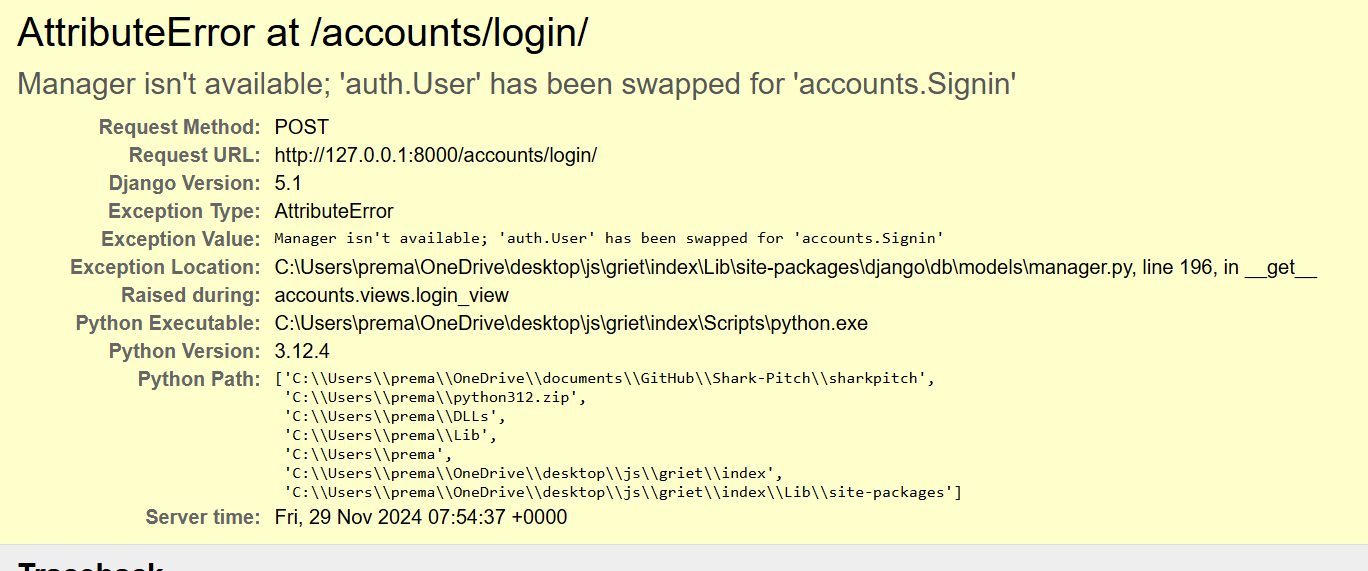 AttributeError at /accounts/login/
Manager isn't available; 'auth.User' has been swapped for 'accounts.Signin'
Request Method: POST
Request URL: http://127.0.0.1:8000/accounts/login/
Django Version: 5.1
Exception Type: AttributeError
Exception Value: Manager isn't available; 'auth.User' has been swapped for 'accounts.Signin'
Exception Location: C:\Users\prema\OneDrive\desktop\js\griet\index\Lib\site-packages\django\db\models\manager.py, line 196, in __get__
Raised during: accounts.views.login_view
Python Executable: C:\Users\prema\OneDrive\desktop\js\griet\index\Scripts\python.exe
Python Version: 3.12.4
Python Path: ['C:\\Users\\prema\\OneDrive\\documents\\GitHub\\Shark-Pitch\\sharkpitch',
'C:\\Users\\prema\\python312.zip',
'C:\\Users\\prema\\DLLs',
'C:\\Users\\prema\\Lib',
'C:\\Users\\prema',
'C:\\Users\\prema\\OneDrive\\desktop\\js\\griet\\index',
'C:\\Users\\prema\\OneDrive\\desktop\\js\\griet\\index\\Lib\\site-packages']
Server time: Fri, 29 Nov 2024 07:54:37 +0000
Traceback